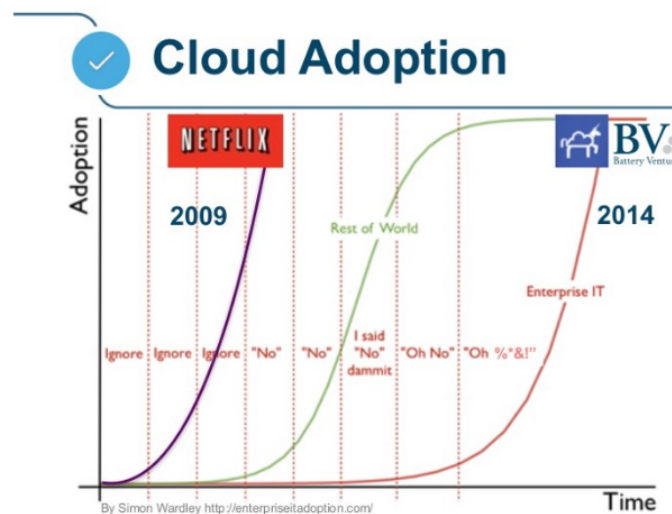 Cloud Adoption
Adoption
NETFLIX
2009
Rest of World
BV
Battery Ventu
2014
Enterprise IT
Ignore
Ignore
Ignore
"No"
"No"
I said
"No"
dammit
"Oh No"
"Oh %*&!"
By Simon Wardley http://enterpriseitadoption.com/
Time